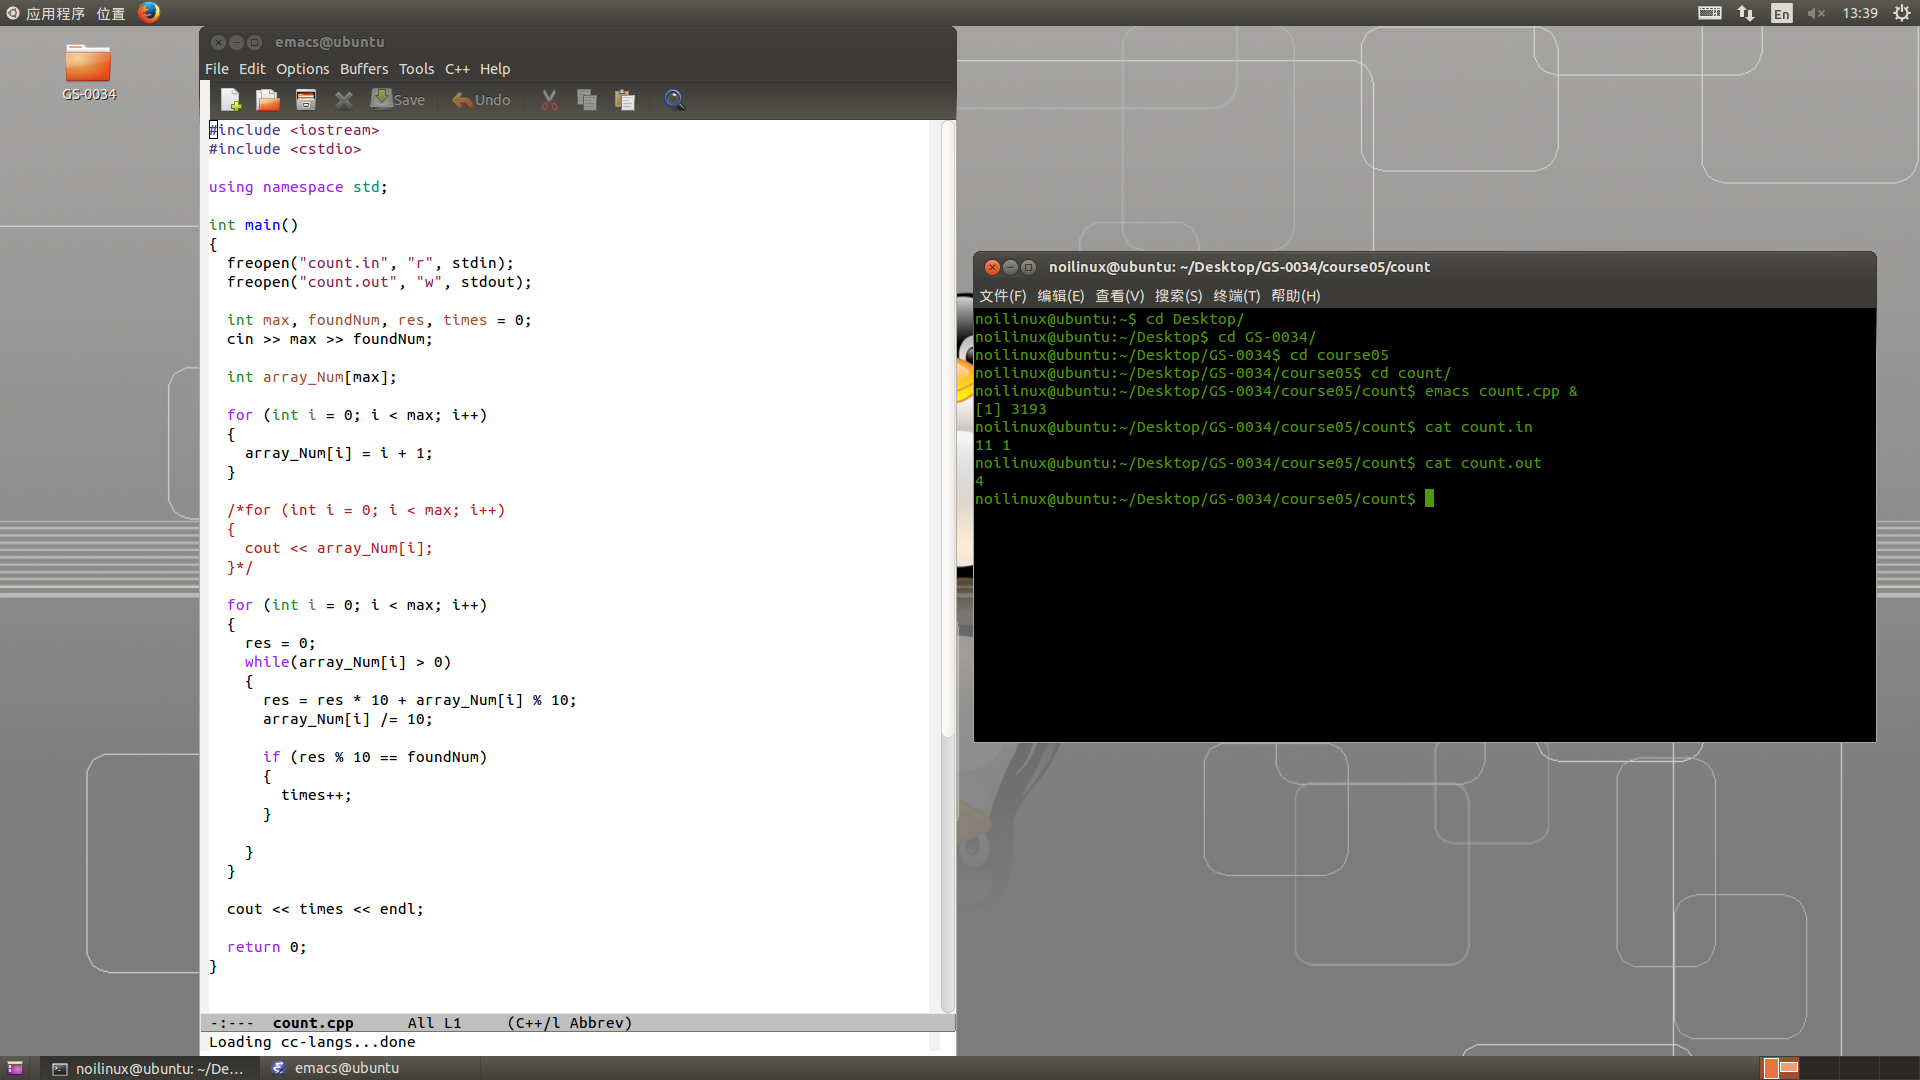 应用程序 位置
En 13:39
GS-0034
emacs@ubuntu
File Edit Options Buffers Tools C++ Help
Save Undo
#include <iostream>
#include <cstdio>
using namespace std;
int main()
{
freopen("count.in", "r", stdin);
freopen("count.out", "w", stdout);
int max, foundNum, res, times = 0;
cin >> max >> foundNum;
int array_Num[max];
for (int i = 0; i < max; i++)
{
array_Num[i] = i + 1;
}
/*for (int i = 0; i < max; i++)
{
cout << array_Num[i];
}*/
for (int i = 0; i < max; i++)
{
res = 0;
while(array_Num[i] > 0)
{
res = res * 10 + array_Num[i] % 10;
array_Num[i] /= 10;
if (res % 10 == foundNum)
{
times++;
}
}
}
cout << times << endl;
return 0;
}
-:--- count.cpp All L1 (C++/l Abbrev)
Loading cc-langs...done
noilinux@ubuntu: ~/Desktop/GS-0034/course05/count
文件(F) 编辑(E) 查看(V) 搜索(S) 终端(T) 帮助(H)
noilinux@ubuntu:~$ cd Desktop/
noilinux@ubuntu:~/Desktop$ cd GS-0034/
noilinux@ubuntu:~/Desktop/GS-0034$ cd course05
noilinux@ubuntu:~/Desktop/GS-0034/course05$ cd count/
noilinux@ubuntu:~/Desktop/GS-0034/course05/count$ emacs count.cpp &
[1] 3193
noilinux@ubuntu:~/Desktop/GS-0034/course05/count$ cat count.in
11 1
noilinux@ubuntu:~/Desktop/GS-0034/course05/count$ cat count.out
4
noilinux@ubuntu:~/Desktop/GS-0034/course05/count$
noilinux@ubuntu: ~/De... emacs@ubuntu